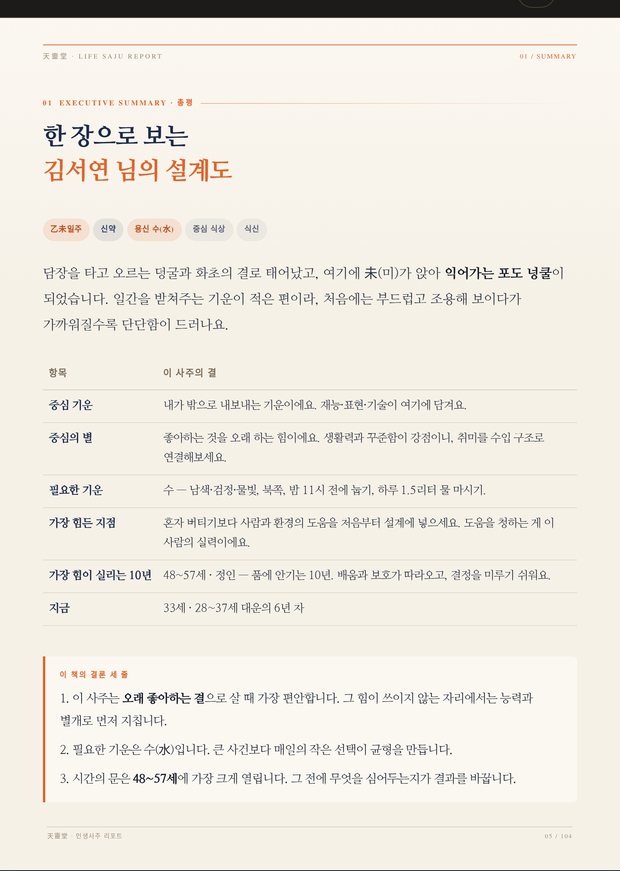 天靈堂 · LIFE SAJU REPORT
01 / SUMMARY
01 EXECUTIVE SUMMARY · 총평
한 장으로 보는
김서연 님의 설계도
乙未일주 신약 용신 수(水) 중심 식상 식신
담장을 타고 오르는 덩굴과 화초의 결로 태어났고, 여기에 未(미)가 앉아 익어가는 포도 넝쿨이
되었습니다. 일간을 받쳐주는 기운이 적은 편이라, 처음에는 부드럽고 조용해 보이다가
가까워질수록 단단함이 드러나요.
항목 이 사주의 결
중심 기운 내가 밖으로 내보내는 기운이에요. 재능·표현·기술이 여기에 담겨요.
중심의 별 좋아하는 것을 오래 하는 힘이에요. 생활력과 꾸준함이 강점이니, 취미를 수입 구조로
연결해보세요.
필요한 기운 수 — 남색·검정·물빛, 북쪽, 밤 11시 전에 눕기, 하루 1.5리터 물 마시기.
가장 힘든 지점 혼자 버티기보다 사람과 환경의 도움을 처음부터 설계에 넣으세요. 도움을 청하는 게 이
사람의 실력이에요.
가장 힘이 실리는 10년 48~57세 · 정인 — 품에 안기는 10년. 배움과 보호가 따라오고, 결정을 미루기 쉬워요.
지금 33세 · 28~37세 대운의 6년 차
이 책의 결론 세 줄
1. 이 사주는 오래 좋아하는 결으로 살 때 가장 편안합니다. 그 힘이 쓰이지 않는 자리에서는 능력과
별개로 먼저 지칩니다.
2. 필요한 기운은 수(水)입니다. 큰 사건보다 매일의 작은 선택이 균형을 만듭니다.
3. 시간의 문은 48~57세에 가장 크게 열립니다. 그 전에 무엇을 심어두는지가 결과를 바꿉니다.
天靈堂 · 인생사주 리포트
05 / 104